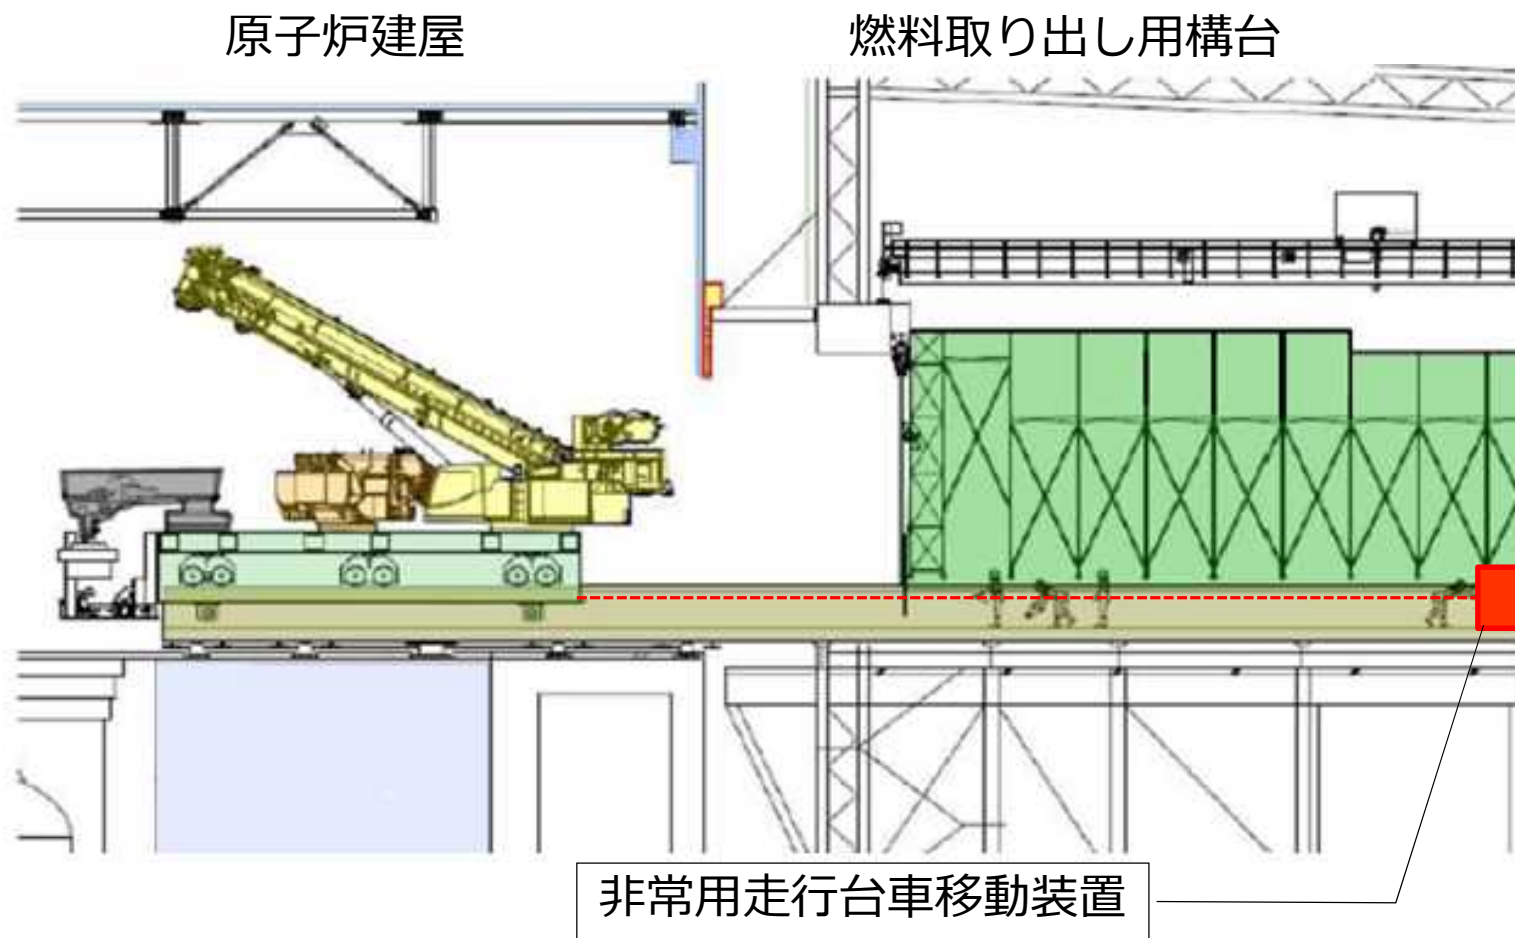 原子炉建屋
燃料取り出し用構台
非常用走行台車移動装置